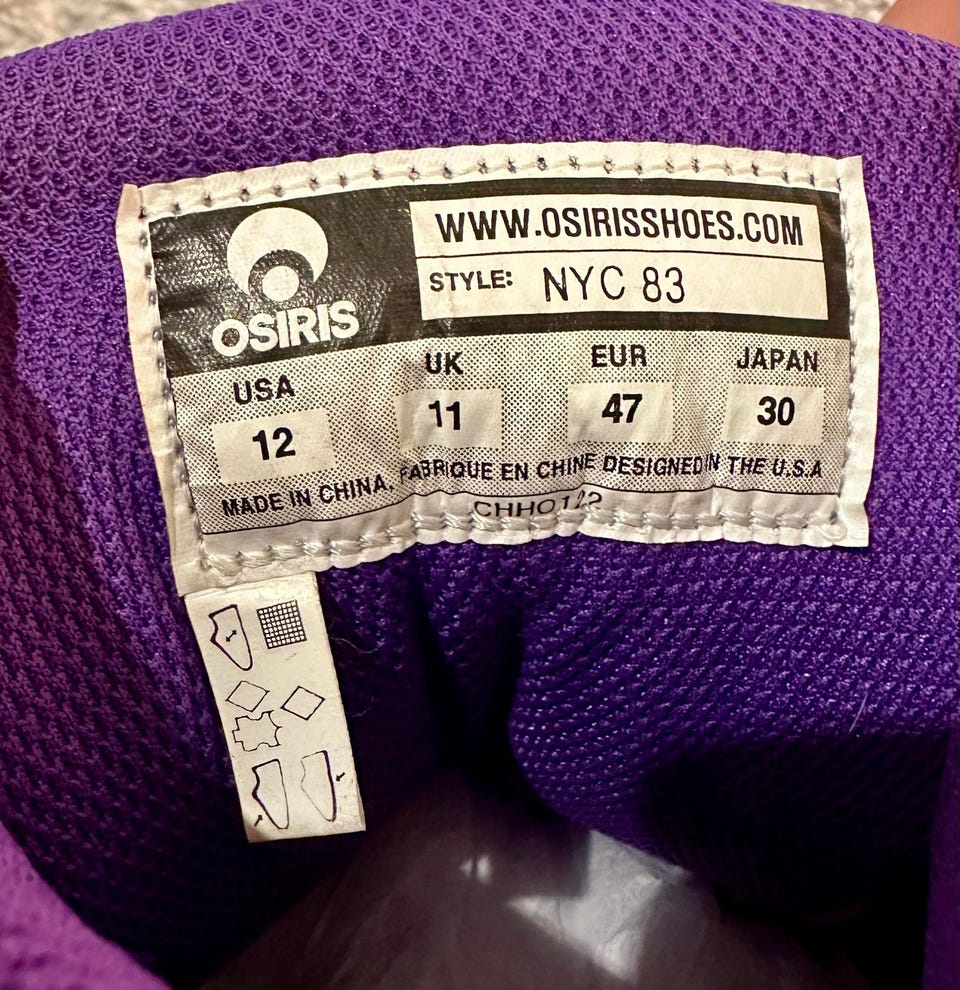 WWW.OSIRISSHOES.COM
STYLE: NYC 83
OSIRIS
USA UK EUR JAPAN
12 11 47 30
MADE IN CHINA. FABRIQUE EN CHINE DESIGNED IN THE U.S.A